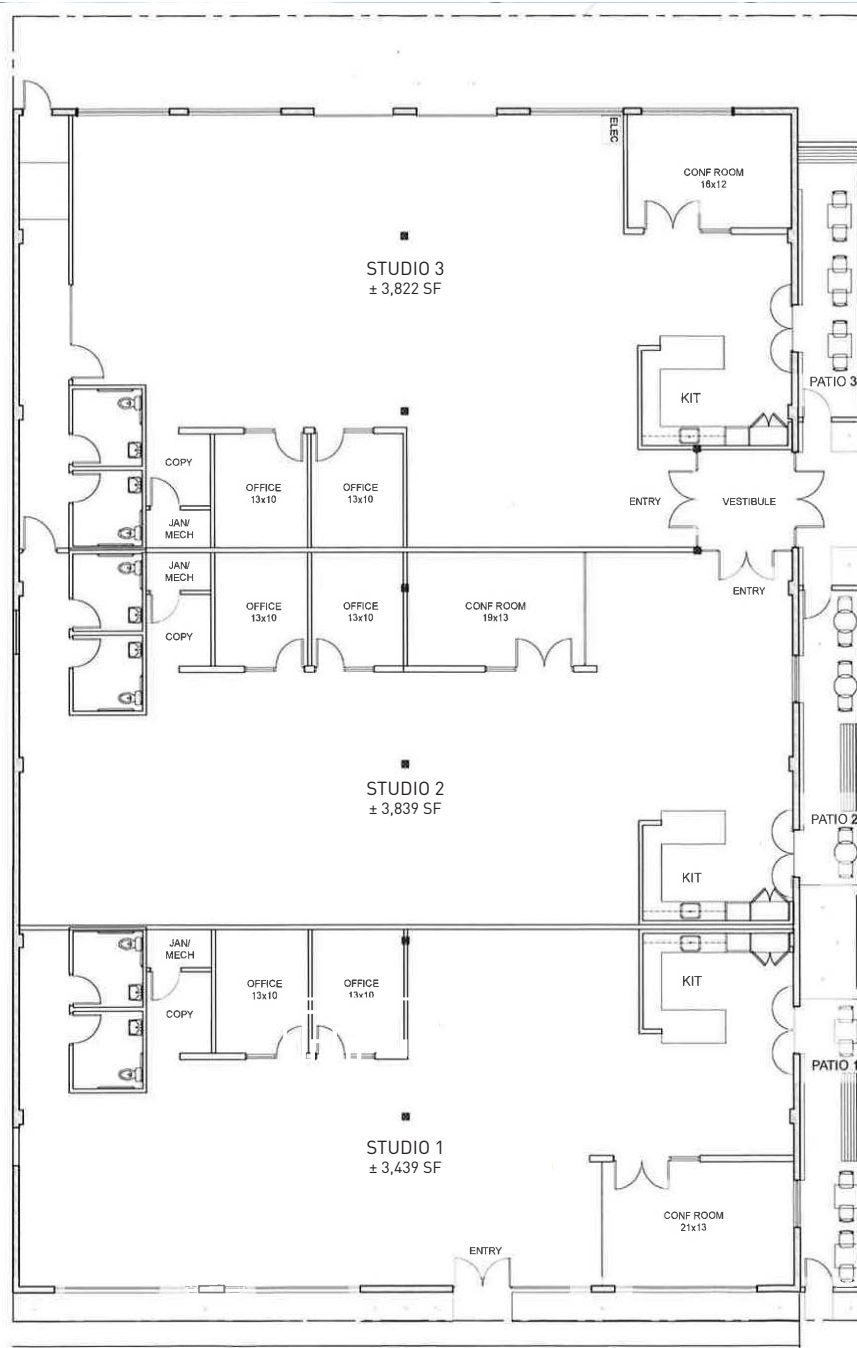 ELEC
CONF ROOM
16x12
STUDIO 3
± 3,822 SF
PATIO 3
KIT
COPY
OFFICE
13x10
OFFICE
13x10
ENTRY
VESTIBULE
JAN/
MECH
JAN/
MECH
ENTRY
OFFICE
13x10
OFFICE
13x10
CONF ROOM
19x13
COPY
STUDIO 2
± 3,839 SF
PATIO 2
KIT
JAN/
MECH
OFFICE
13x10
OFFICE
13x10
KIT
COPY
PATIO 1
STUDIO 1
± 3,439 SF
CONF ROOM
21x13
ENTRY